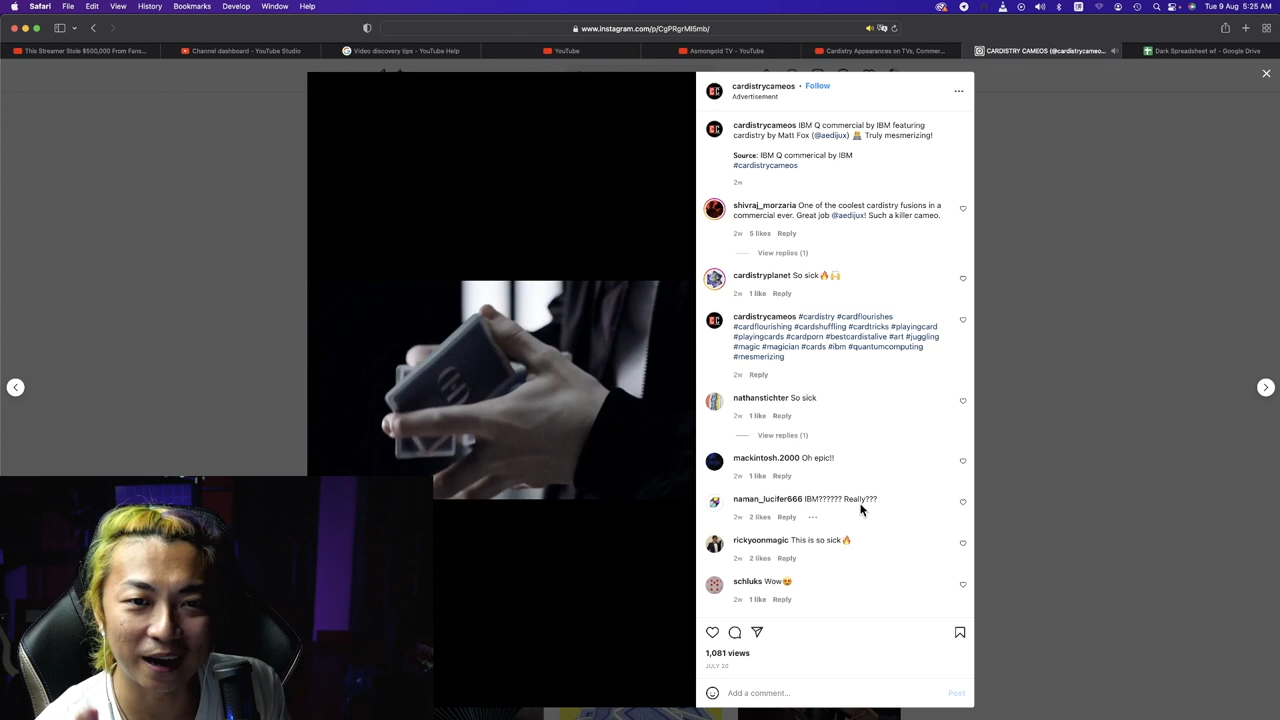 Safari
File
Edit
View
History
Bookmarks
Develop
Window
Help
Tue 9 Aug 5:25 AM
www.instagram.com/p/CgPRgrMl5mb/
This Streamer Stole $500,000 From Fans...
Channel dashboard - YouTube Studio
Video discovery tips - YouTube Help
YouTube
Asmongold TV - YouTube
Cardistry Appearances on TVs, Commer...
CARDISTRY CAMEOS (@cardistrycameo...
Dark Spreadsheet wf - Google Drive
cardistrycameos • Follow
Advertisement
cardistrycameos IBM Q commercial by IBM featuring
cardistry by Matt Fox (@aedijux) 👨‍💻 Truly mesmerizing!
Source: IBM Q commerical by IBM
#cardistrycameos
2w
shivraj_morzaria One of the coolest cardistry fusions in a
commercial ever. Great job @aedijux! Such a killer cameo.
2w 5 likes Reply
View replies (1)
cardistryplanet So sick🔥🙌
2w 1 like Reply
cardistrycameos #cardistry #cardflourishes
#cardflourishing #cardshuffling #cardtricks #playingcard
#playingcards #cardporn #bestcardistalive #art #juggling
#magic #magician #cards #ibm #quantumcomputing
#mesmerizing
2w Reply
nathanstichter So sick
2w 1 like Reply
View replies (1)
mackintosh.2000 Oh epic!!
2w 1 like Reply
naman_lucifer666 IBM?????? Really???
2w 2 likes Reply
rickyoonmagic This is so sick🔥
2w 2 likes Reply
schluks Wow😍
2w 1 like Reply
1,081 views
JULY 20
Add a comment...
Post